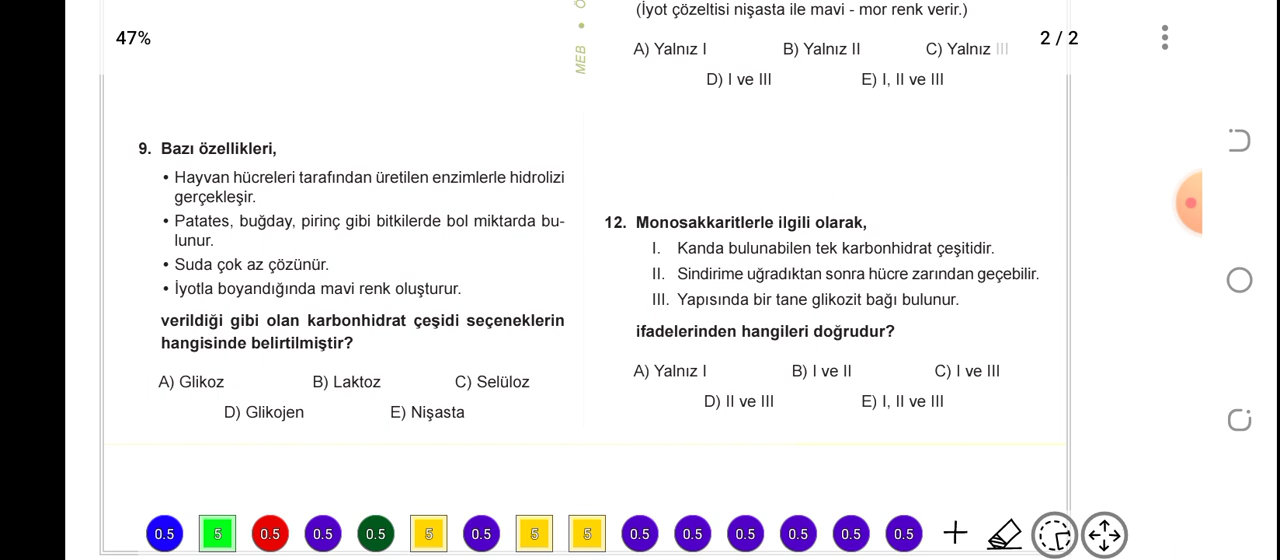 (İyot çözeltisi nişasta ile mavi - mor renk verir.)
47%
MEB • Ö
A) Yalnız I B) Yalnız II C) Yalnız III
2 / 2
D) I ve III E) I, II ve III
9. Bazı özellikleri,
• Hayvan hücreleri tarafından üretilen enzimlerle hidrolizi
gerçekleşir.
• Patates, buğday, pirinç gibi bitkilerde bol miktarda bu-
lunur.
• Suda çok az çözünür.
• İyotla boyandığında mavi renk oluşturur.
verildiği gibi olan karbonhidrat çeşidi seçeneklerin
hangisinde belirtilmiştir?
A) Glikoz B) Laktoz C) Selüloz
D) Glikojen E) Nişasta
12. Monosakkaritlerle ilgili olarak,
I. Kanda bulunabilen tek karbonhidrat çeşitidir.
II. Sindirime uğradıktan sonra hücre zarından geçebilir.
III. Yapısında bir tane glikozit bağı bulunur.
ifadelerinden hangileri doğrudur?
A) Yalnız I B) I ve II C) I ve III
D) II ve III E) I, II ve III
0.5 5 0.5 0.5 0.5 5 0.5 5 5 0.5 0.5 0.5 0.5 0.5 0.5